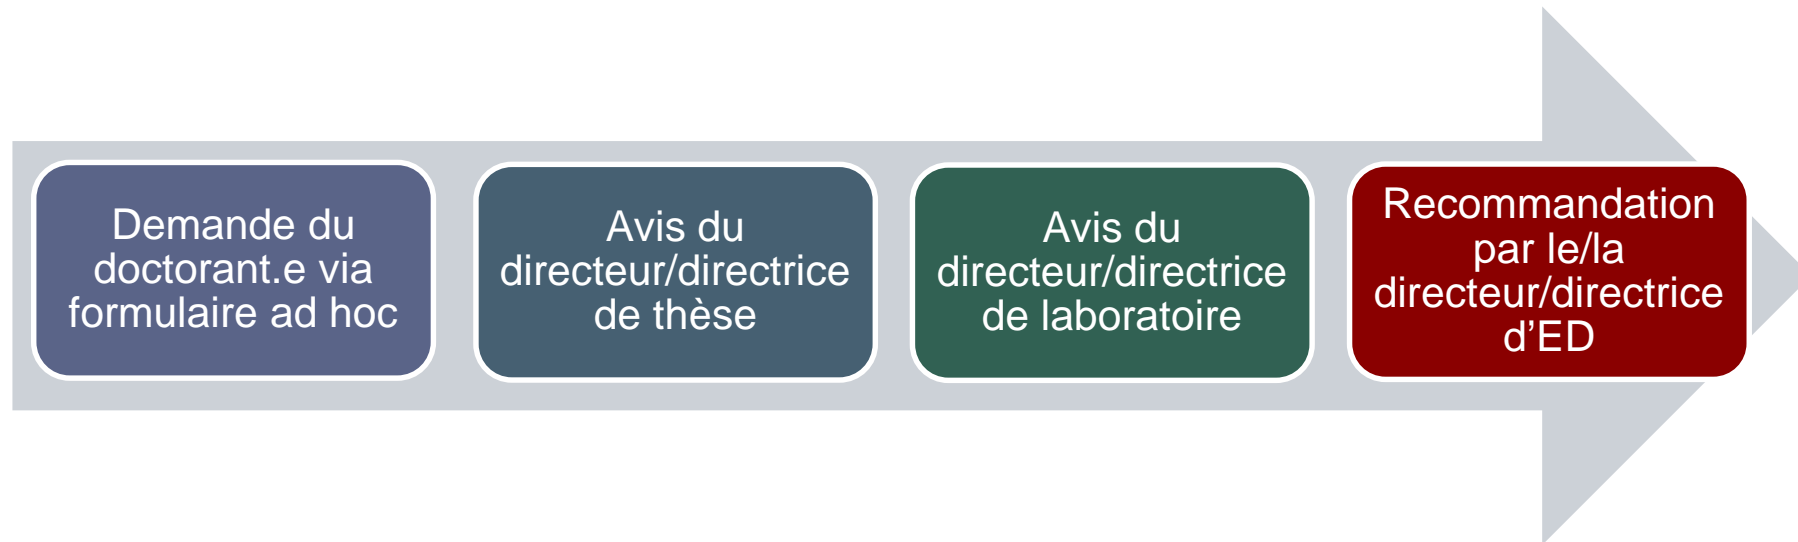 Demande du
doctorant.e via
formulaire ad hoc
Avis du
directeur/directrice
de thèse
Avis du
directeur/directrice
de laboratoire
Recommandation
par le/la
directeur/directrice
d’ED